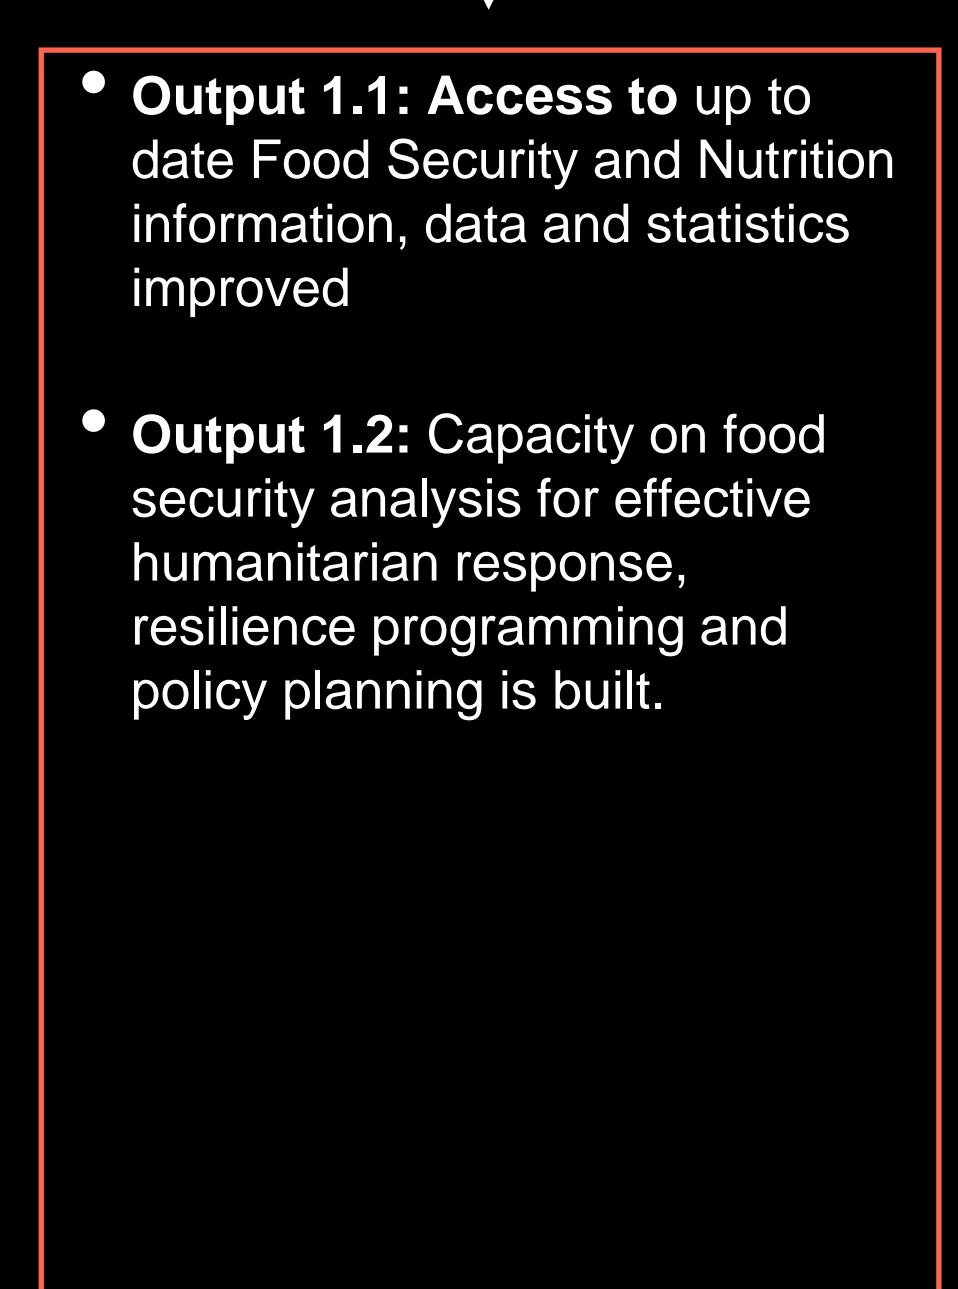 • Output 1.1: Access to up to
date Food Security and Nutrition
information, data and statistics
improved
• Output 1.2: Capacity on food
security analysis for effective
humanitarian response,
resilience programming and
policy planning is built.